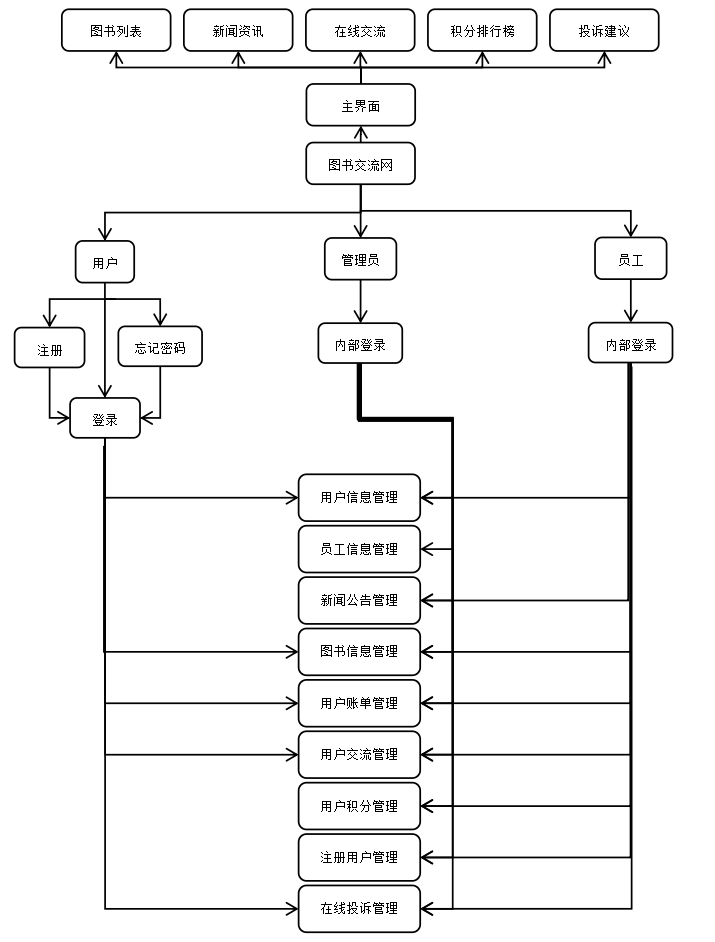 图书列表
新闻资讯
在线交流
积分排行榜
投诉建议
主界面
图书交流网
用户
管理员
员工
注册
忘记密码
内部登录
内部登录
登录
用户信息管理
员工信息管理
新闻公告管理
图书信息管理
用户账单管理
用户交流管理
用户积分管理
注册用户管理
在线投诉管理